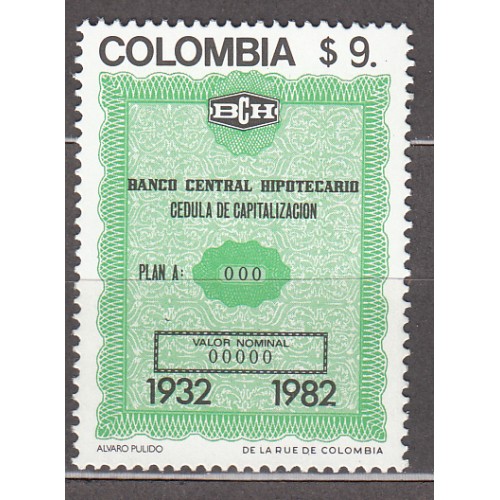 COLOMBIA $9.
BCH
BANCO CENTRAL HIPOTECARIO
CEDULA DE CAPITALIZACION
PLAN A: 000
VALOR NOMINAL
00000
1932 1982
ALVARO PULIDO DE LA RUE DE COLOMBIA